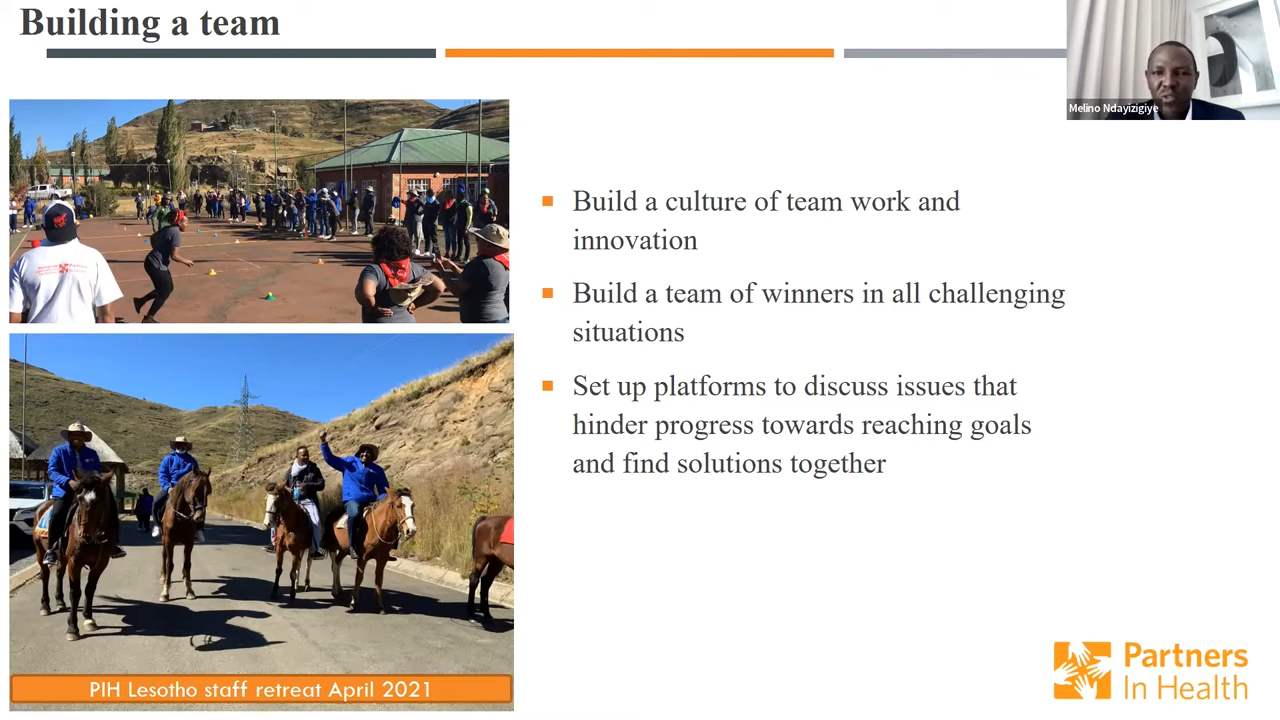 Building a team
Melino Ndayizigiye
Build a culture of team work and
innovation
Build a team of winners in all challenging
situations
Set up platforms to discuss issues that
hinder progress towards reaching goals
and find solutions together
PIH Lesotho staff retreat April 2021
Partners
In Health